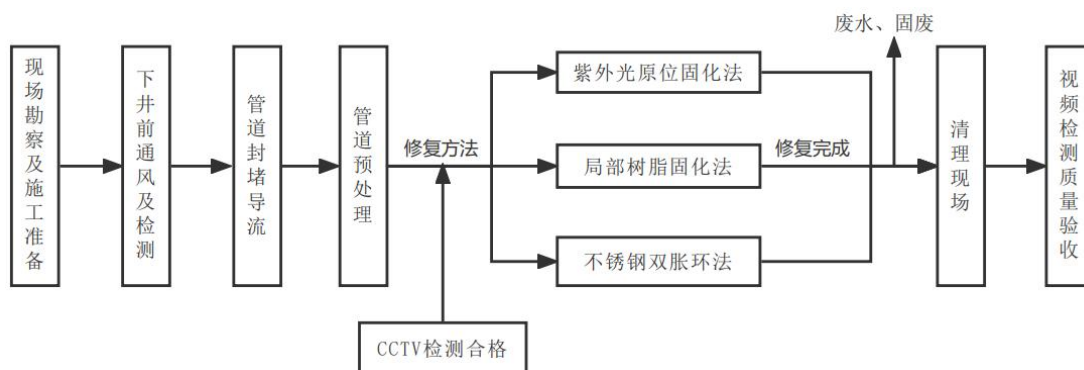 现场勘察及施工准备
下井前通风及检测
管道封堵导流
管道预处理
修复方法
CCTV检测合格
紫外光原位固化法
局部树脂固化法
不锈钢双胀环法
修复完成
废水、固废
清理现场
视频检测质量验收